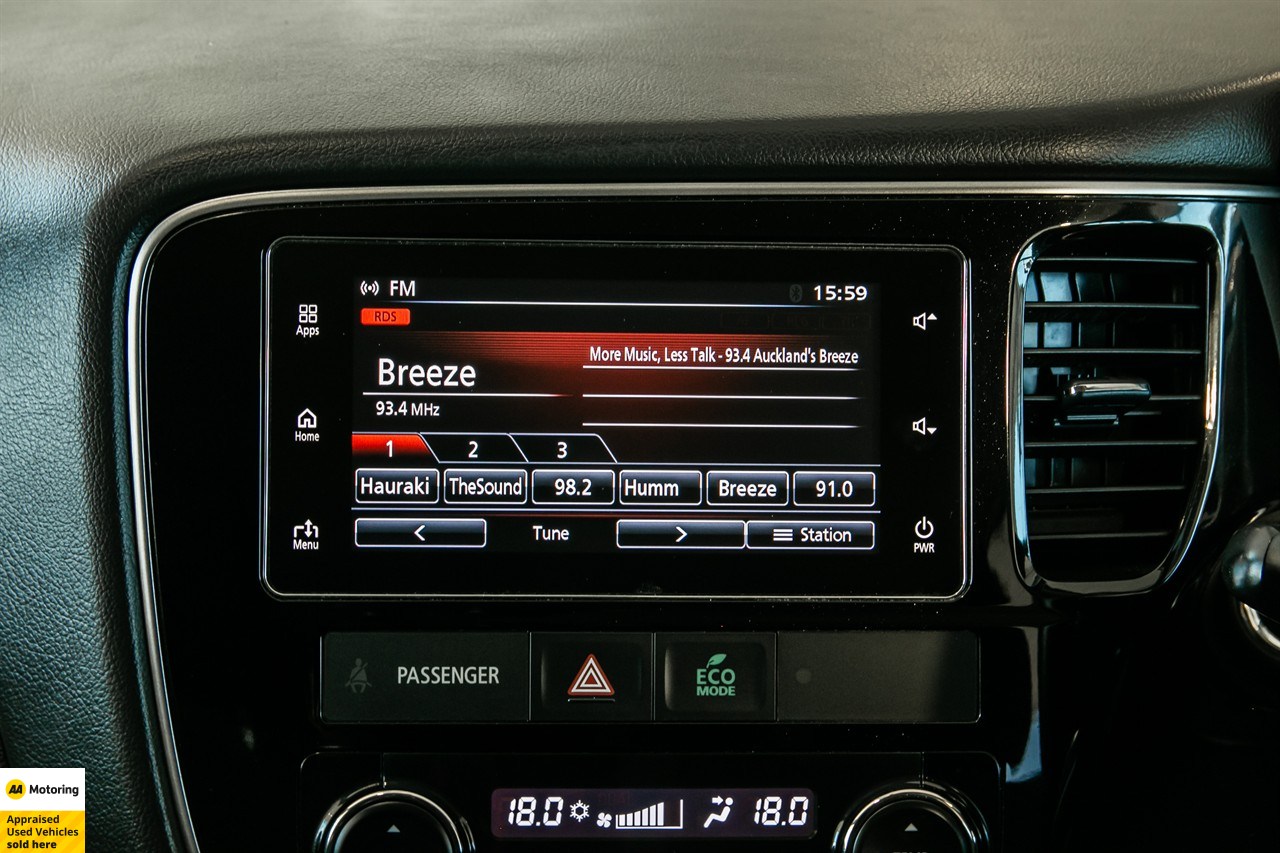 FM
15:59
RDS
Apps
More Music, Less Talk - 93.4 Auckland's Breeze
Breeze
93.4 MHz
Home
1 2 3
Hauraki TheSound 98.2 Humm Breeze 91.0
< Tune > Station
Menu
PWR
PASSENGER
ECO
MODE
18.0 18.0
AA Motoring
Appraised
Used Vehicles
sold here